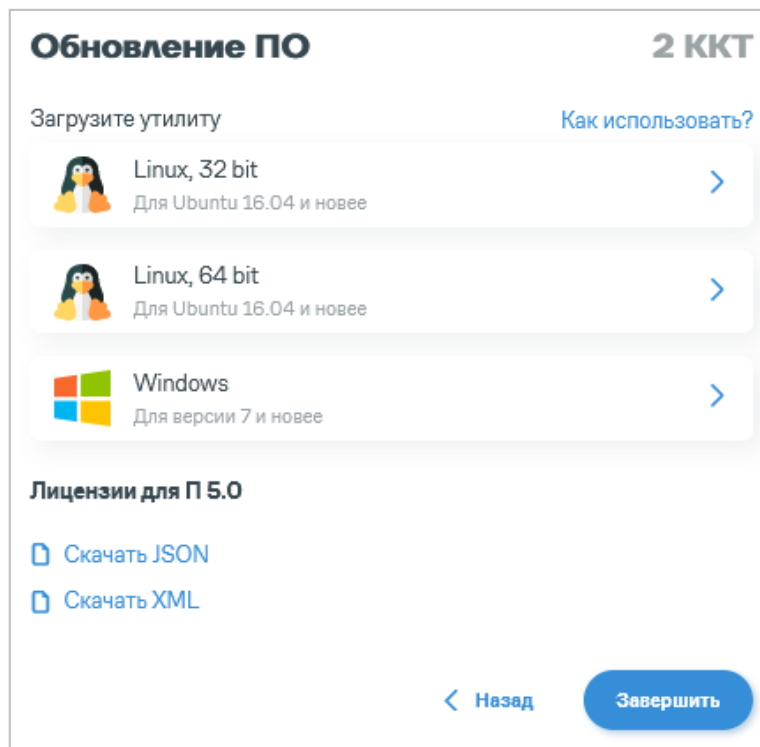 Обновление ПО 2 ККТ
Загрузите утилиту Как использовать?
Linux, 32 bit
Для Ubuntu 16.04 и новее
Linux, 64 bit
Для Ubuntu 16.04 и новее
Windows
Для версии 7 и новее
Лицензии для П 5.0
Скачать JSON
Скачать XML
Назад Завершить